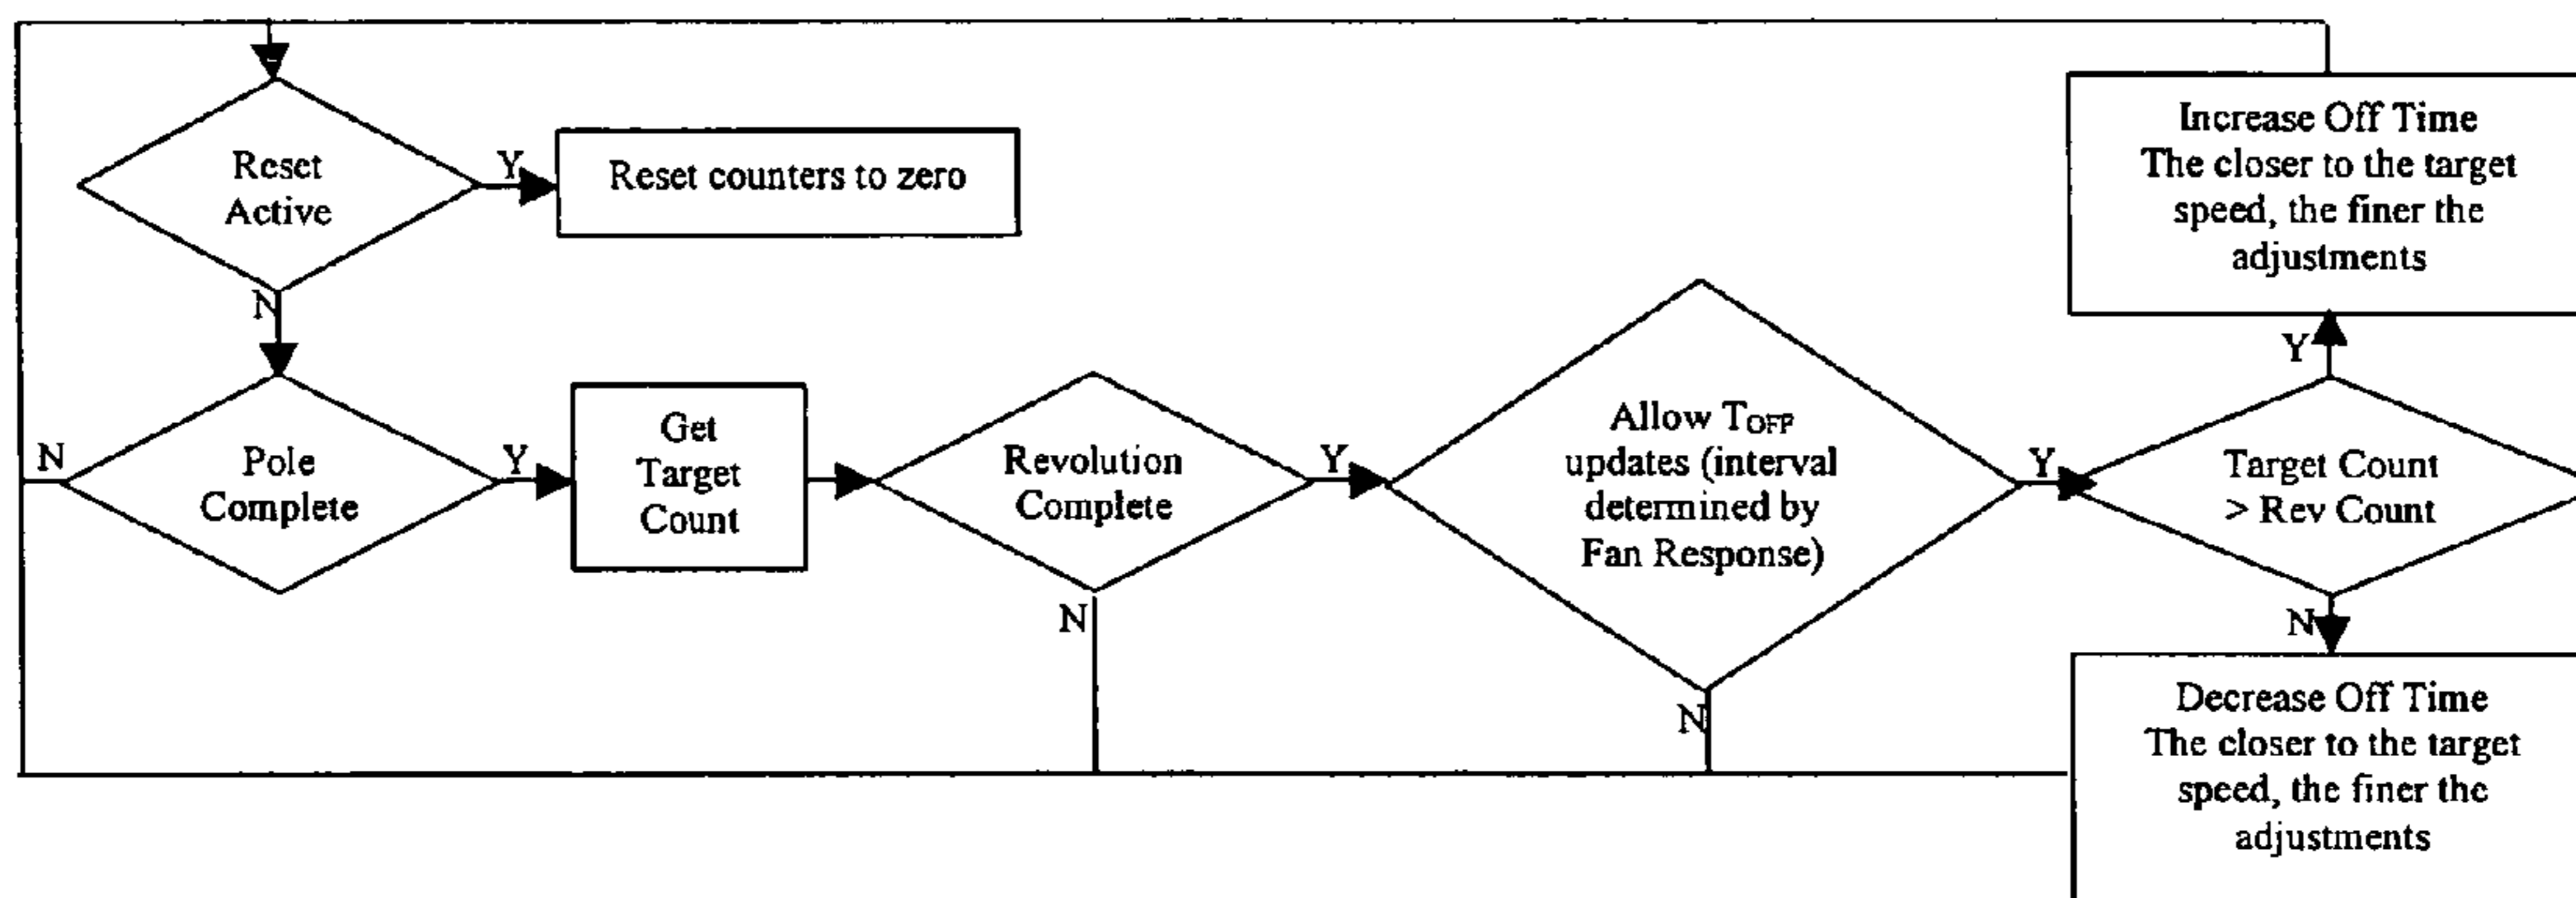 Reset
Active
Y
Reset counters to zero
N
Pole
Complete
N
Y
Get
Target
Count
Revolution
Complete
Y
N
Allow TOFF
updates (interval
determined by
Fan Response)
Y
N
Target Count
> Rev Count
Y
Increase Off Time
The closer to the target
speed, the finer the
adjustments
N
Decrease Off Time
The closer to the target
speed, the finer the
adjustments